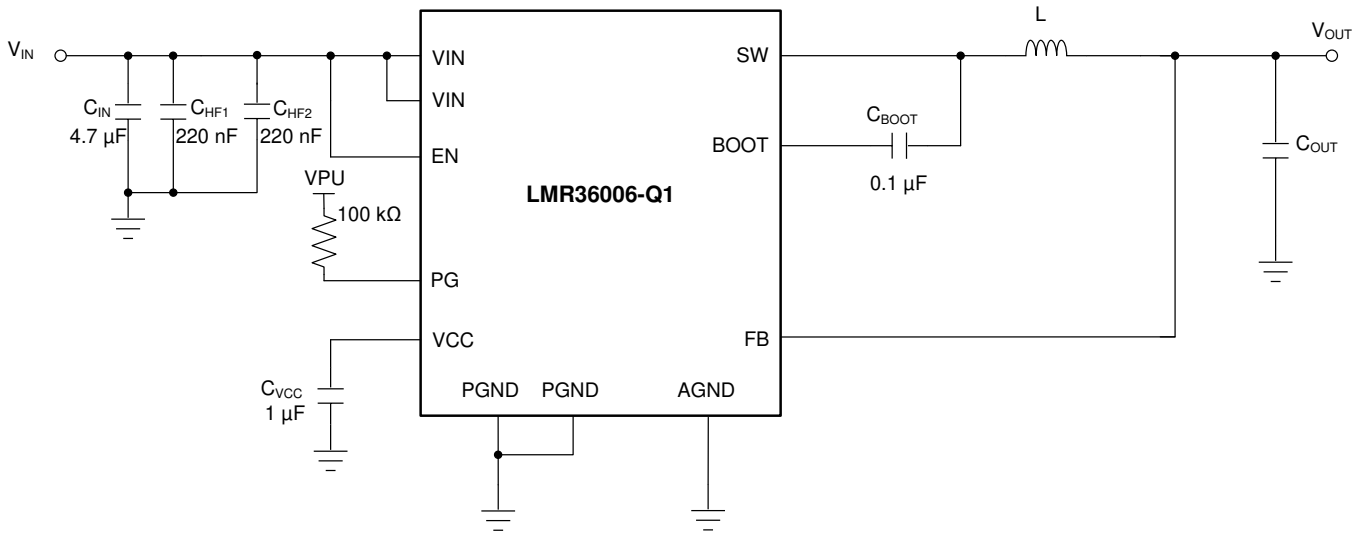 L
V_IN
V_OUT
VIN
SW
VIN
C_IN
4.7 µF
C_HF1
220 nF
C_HF2
220 nF
C_BOOT
0.1 µF
BOOT
C_OUT
EN
VPU
100 kΩ
LMR36006-Q1
PG
VCC
FB
C_VCC
1 µF
PGND
PGND
AGND